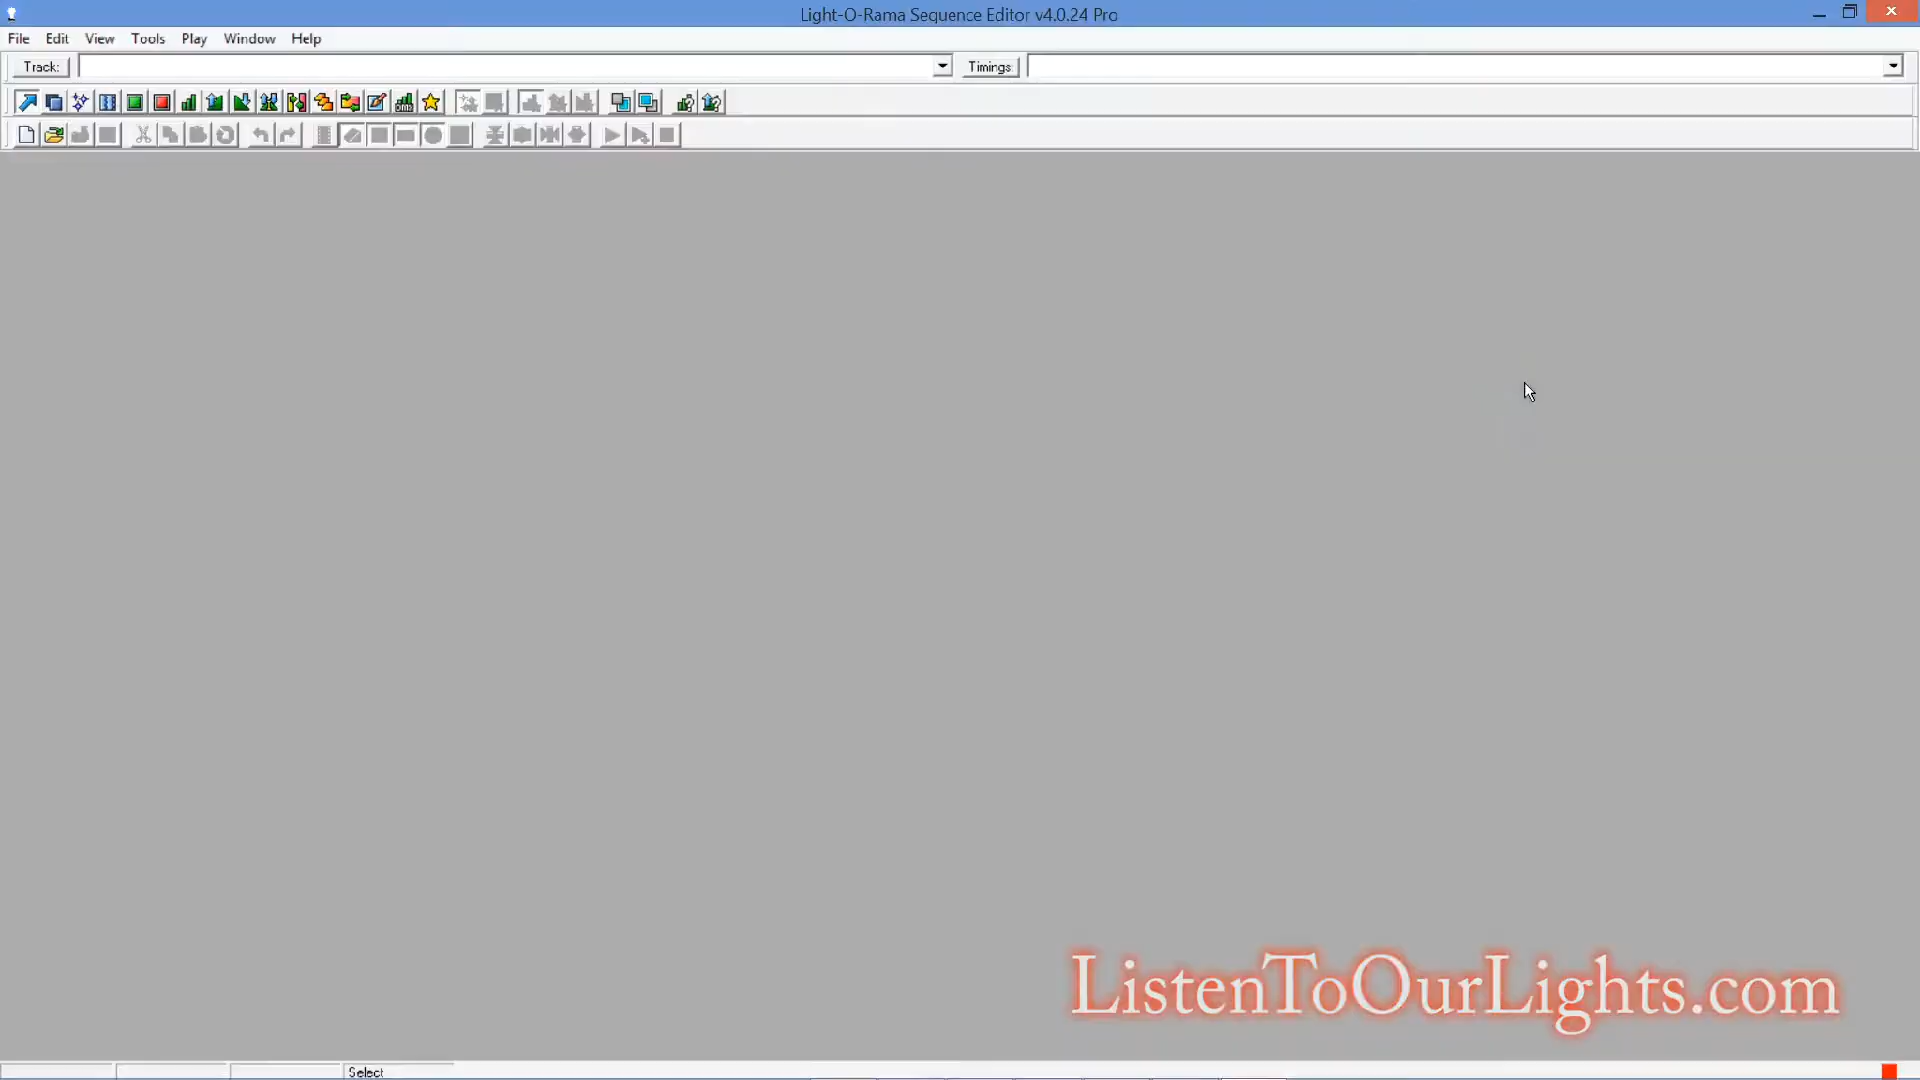 Light-O-Rama Sequence Editor v4.0.24 Pro
File Edit View Tools Play Window Help
Track: Timings
DMX
ListenToOurLights.com
Select